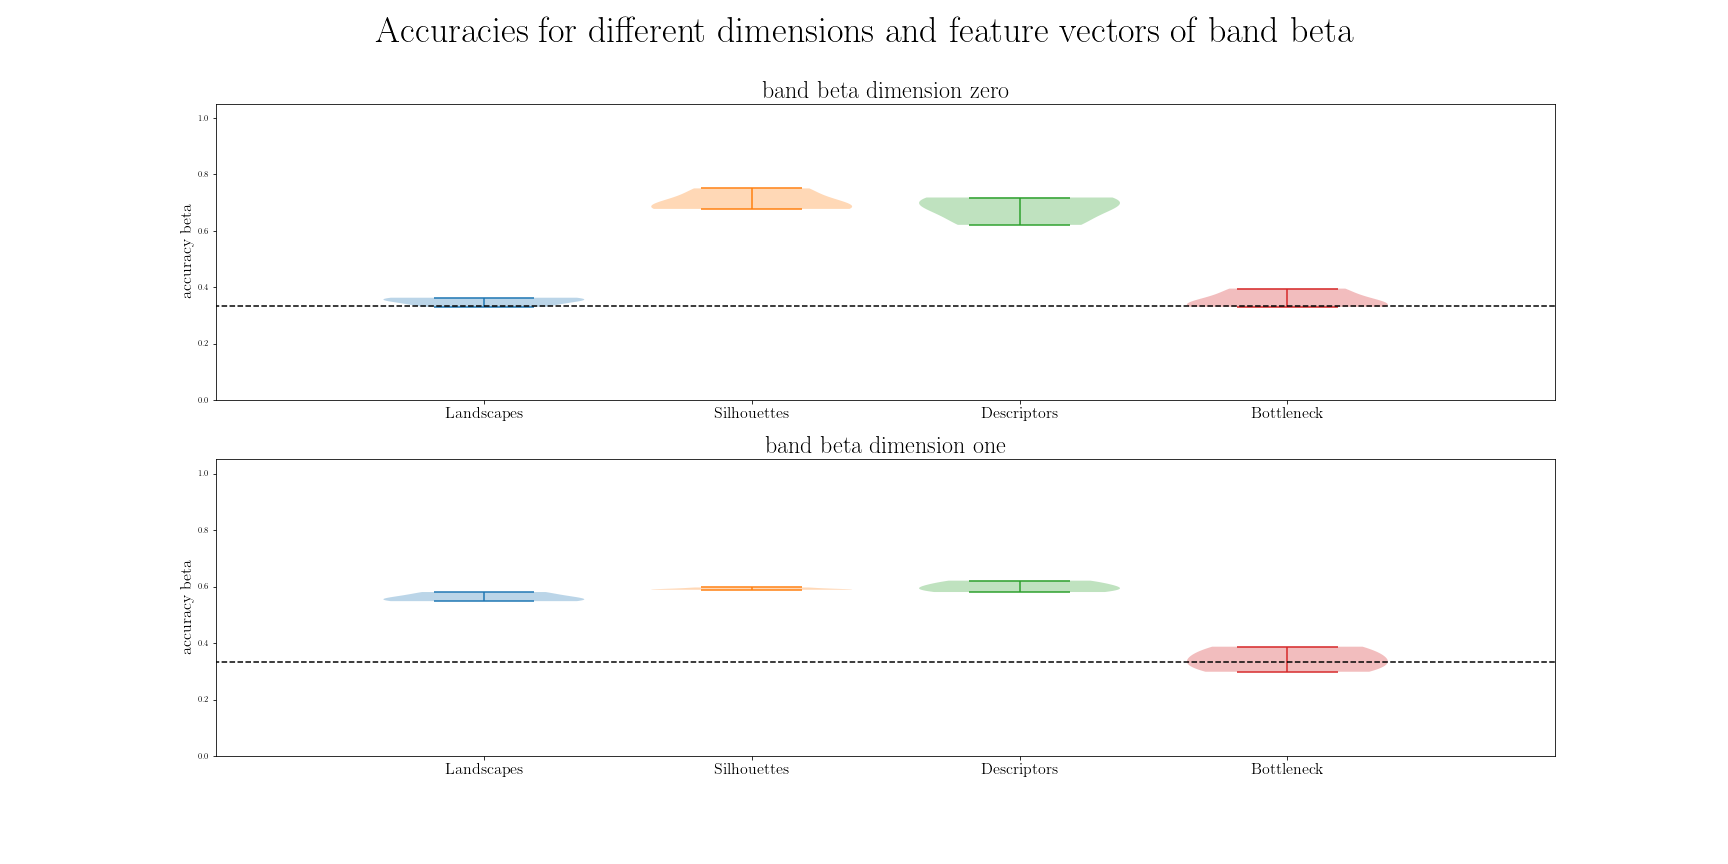 Accuracies for different dimensions and feature vectors of band beta
band beta dimension zero
accuracy beta
1.0
0.8
0.6
0.4
0.2
0.0
Landscapes Silhouettes Descriptors Bottleneck
band beta dimension one
accuracy beta
1.0
0.8
0.6
0.4
0.2
0.0
Landscapes Silhouettes Descriptors Bottleneck